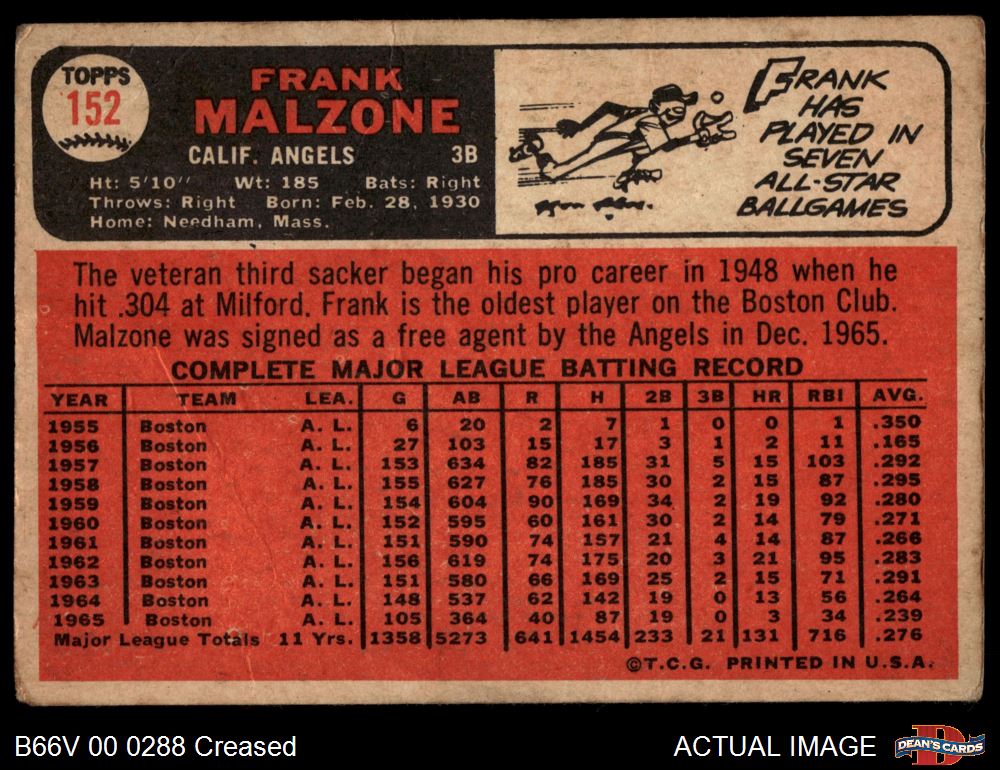 TOPPS
152
FRANK
MALZONE
CALIF. ANGELS 3B
Ht: 5'10" Wt: 185 Bats: Right
Throws: Right Born: Feb. 28, 1930
Home: Needham, Mass.
FRANK
HAS
PLAYED IN
SEVEN
ALL-STAR
BALLGAMES
The veteran third sacker began his pro career in 1948 when he
hit .304 at Milford. Frank is the oldest player on the Boston Club.
Malzone was signed as a free agent by the Angels in Dec. 1965.
COMPLETE MAJOR LEAGUE BATTING RECORD
YEAR TEAM LEA. G AB R H 2B 3B HR RBI AVG.
1955 Boston A. L. 6 20 2 7 1 0 0 1 .350
1956 Boston A. L. 27 103 15 17 3 1 2 11 .165
1957 Boston A. L. 153 634 82 185 31 5 15 103 .292
1958 Boston A. L. 155 627 76 185 30 2 15 87 .295
1959 Boston A. L. 154 604 90 169 34 2 19 92 .280
1960 Boston A. L. 152 595 60 161 30 2 14 79 .271
1961 Boston A. L. 151 590 74 157 21 4 14 87 .266
1962 Boston A. L. 156 619 74 175 20 3 21 95 .283
1963 Boston A. L. 151 580 66 169 25 2 15 71 .291
1964 Boston A. L. 148 537 62 142 19 0 13 56 .264
1965 Boston A. L. 105 364 40 87 19 0 3 34 .239
Major League Totals 11 Yrs. 1358 5273 641 1454 233 21 131 716 .276
©T.C.G. PRINTED IN U.S.A.
B66V 00 0288 Creased
ACTUAL IMAGE
DEAN'S CARDS